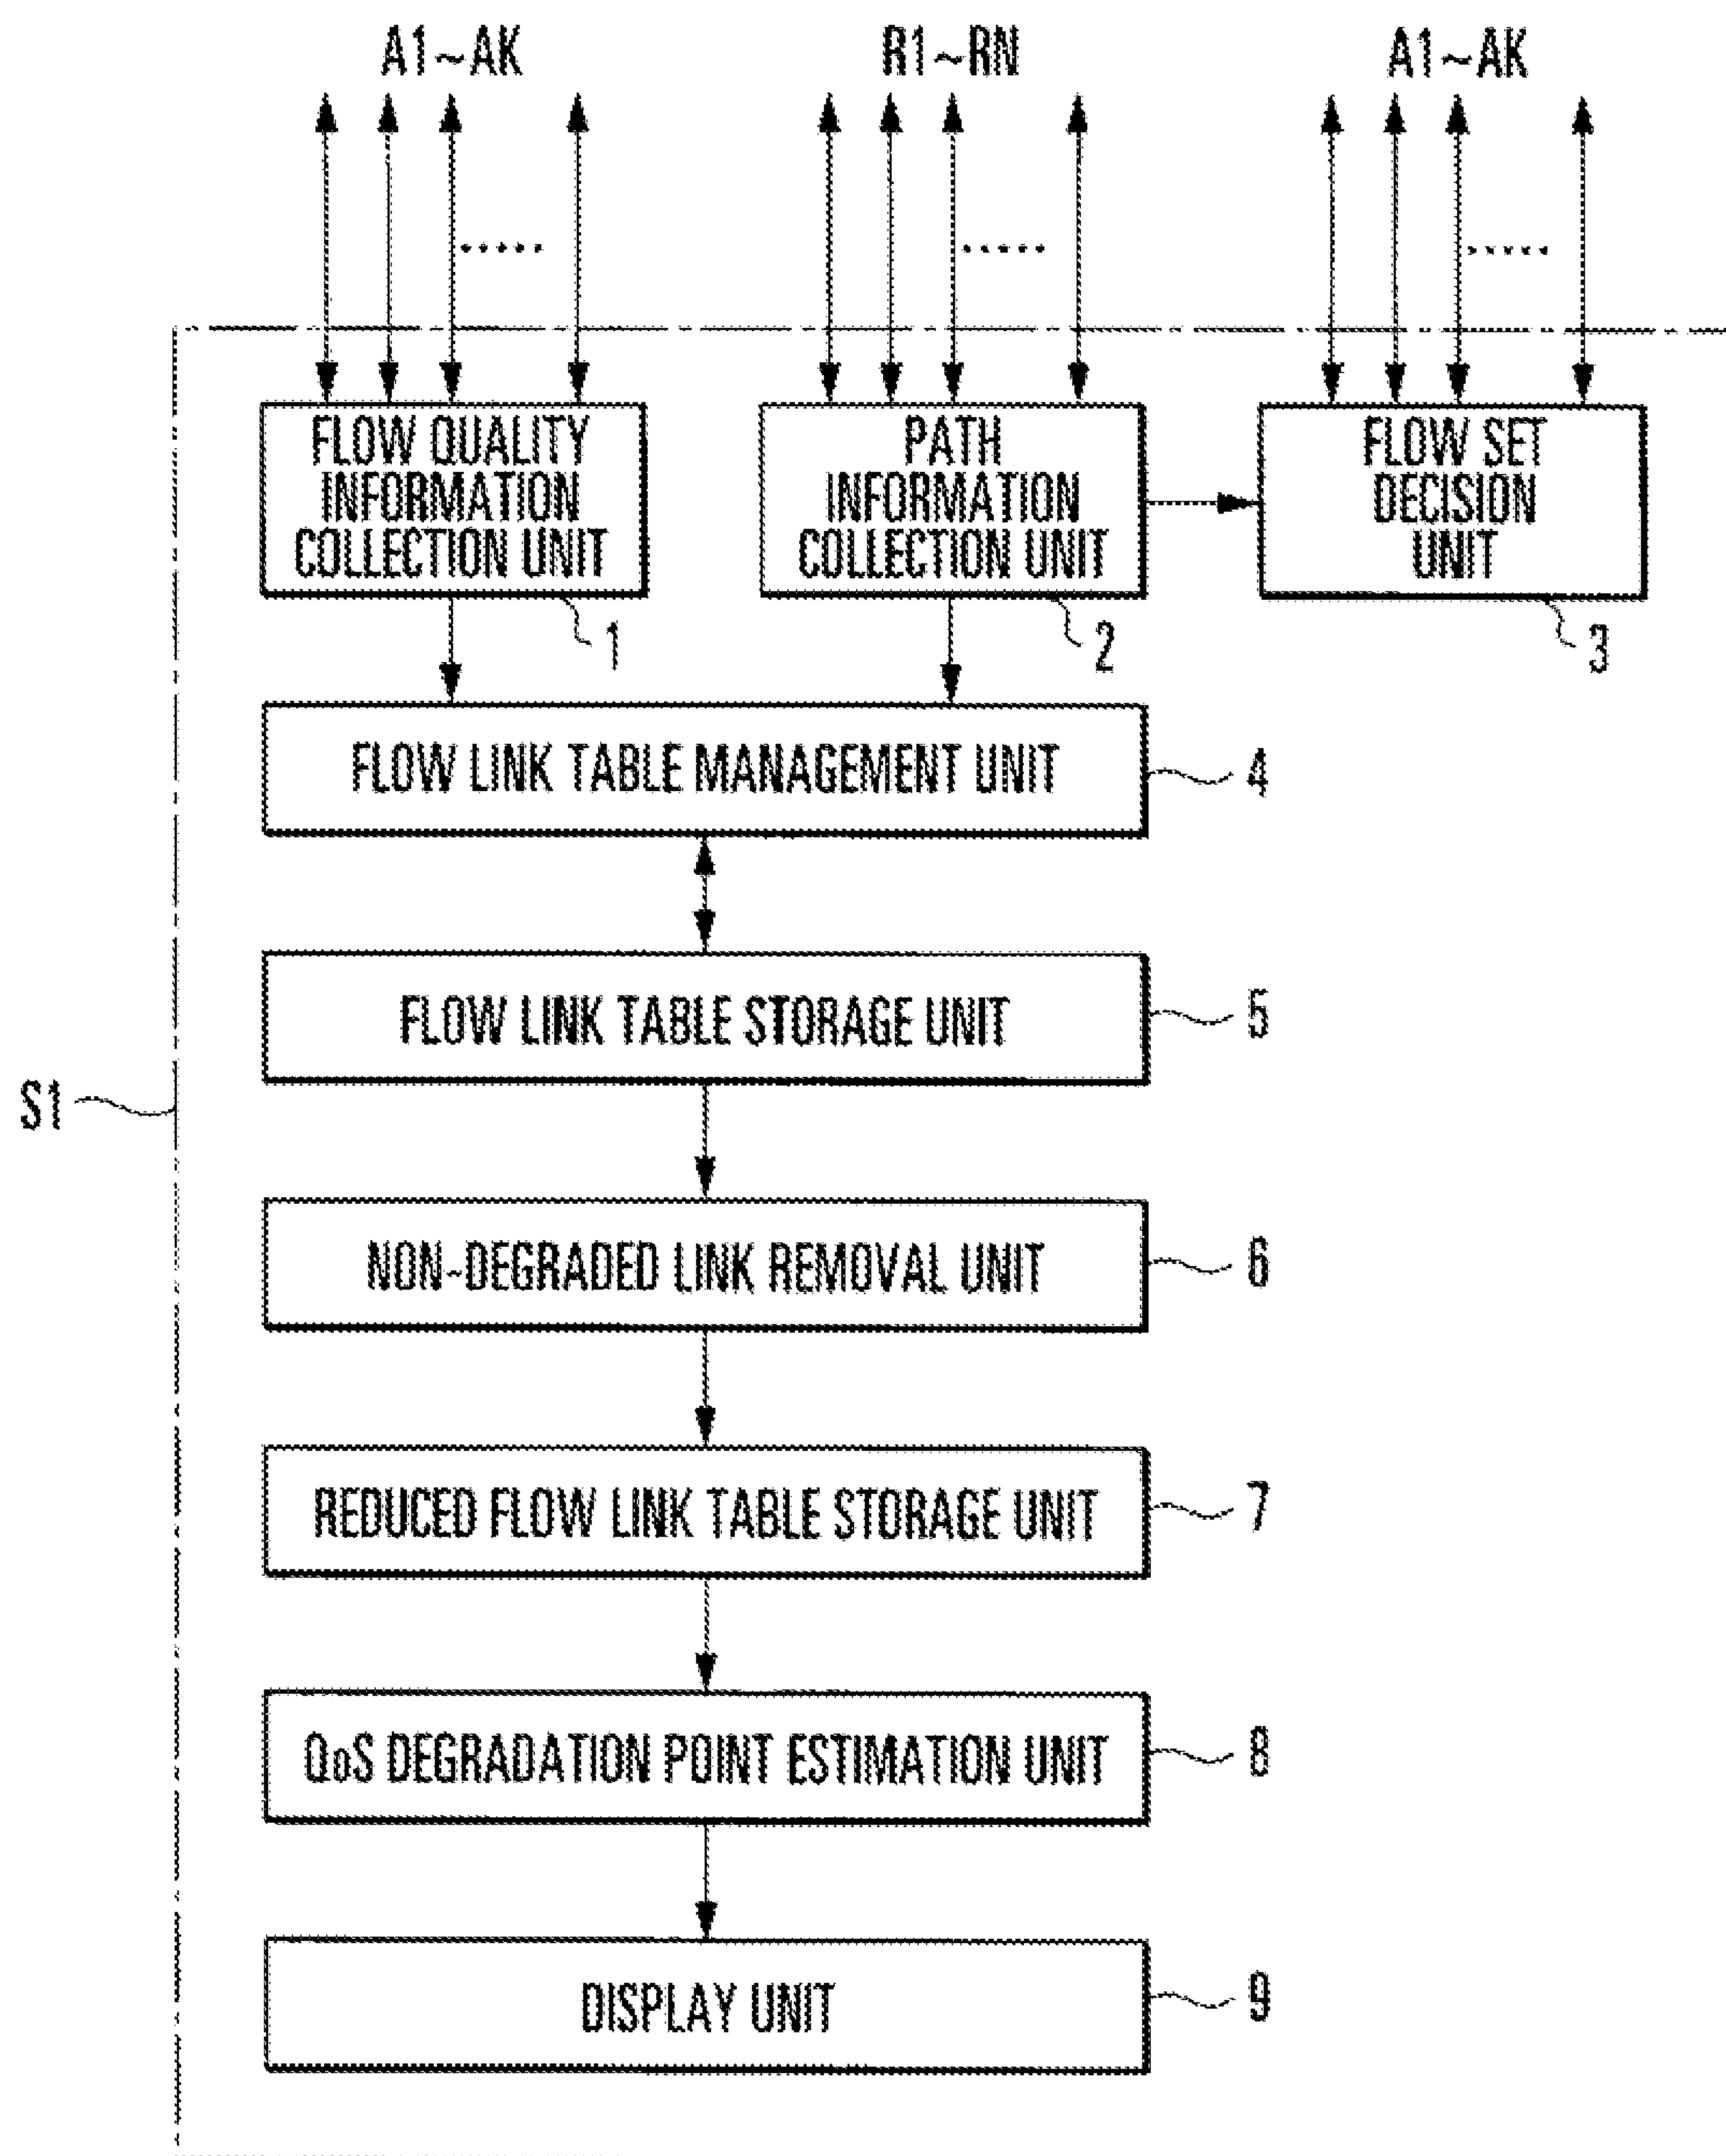 A1~AK
R1~RN
A1~AK
.....
.....
.....
FLOW QUALITY
INFORMATION
COLLECTION UNIT
1
PATH
INFORMATION
COLLECTION UNIT
2
FLOW SET
DECISION
UNIT
3
FLOW LINK TABLE MANAGEMENT UNIT
4
FLOW LINK TABLE STORAGE UNIT
5
S1
NON-DEGRADED LINK REMOVAL UNIT
6
REDUCED FLOW LINK TABLE STORAGE UNIT
7
QoS DEGRADATION POINT ESTIMATION UNIT
8
DISPLAY UNIT
9